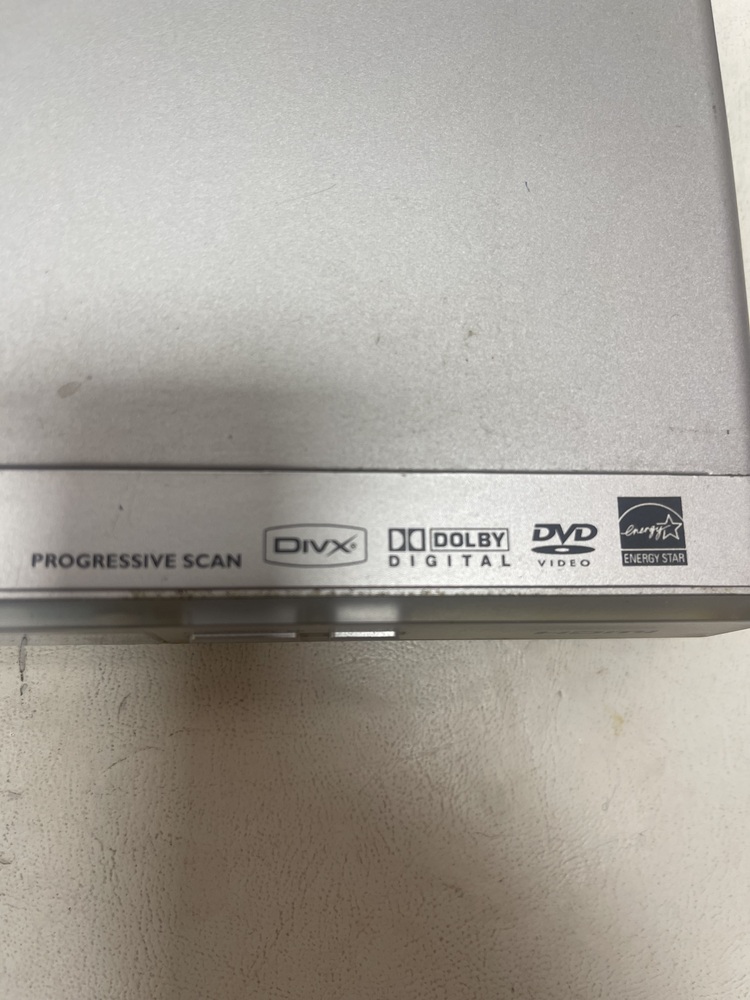 PROGRESSIVE SCAN
DivX®
DOLBY
DIGITAL
DVD
VIDEO
energy
ENERGY STAR